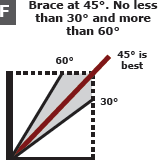 F
Brace at 45°. No less
than 30° and more
than 60°
60°
45° is
best
30°